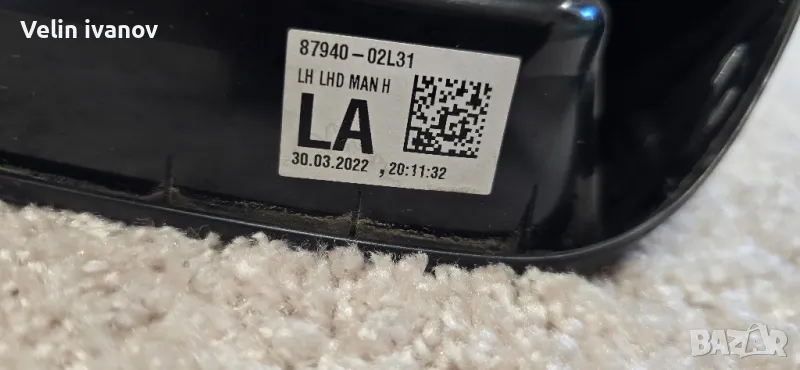 Velin ivanov
87940-02L31
LH LHD MAN H
LA
30.03.2022 , 20:11:32
BAZAR